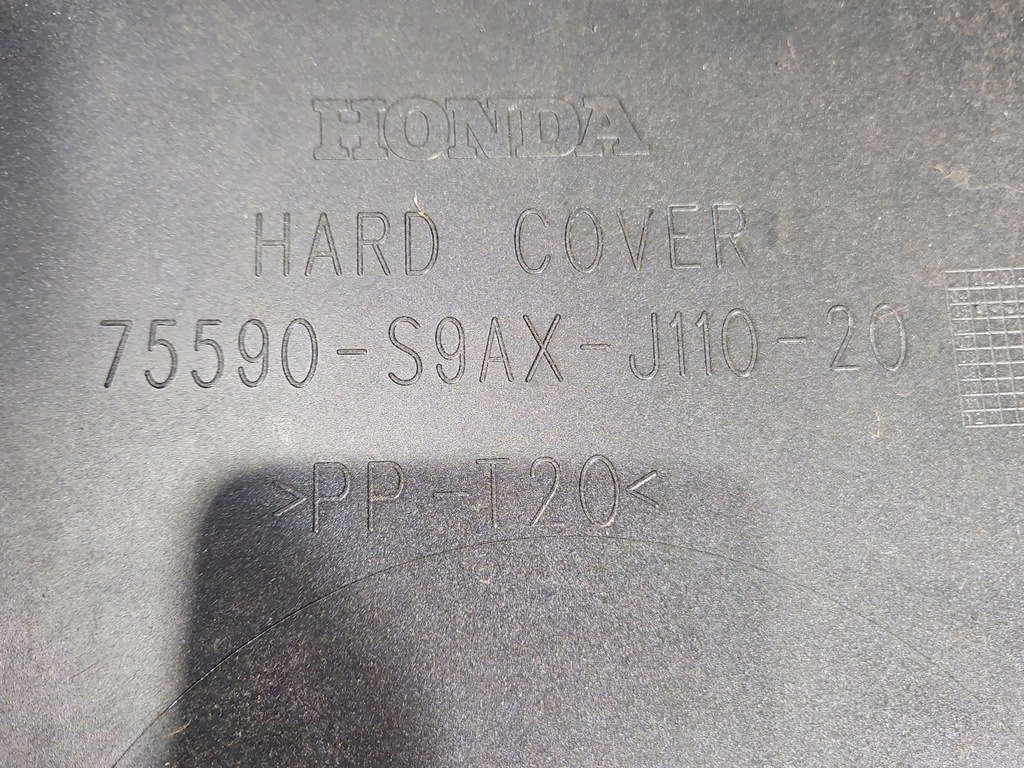 HONDA
HARD COVER
75590-S9AX-J110-20
>PP-T20<